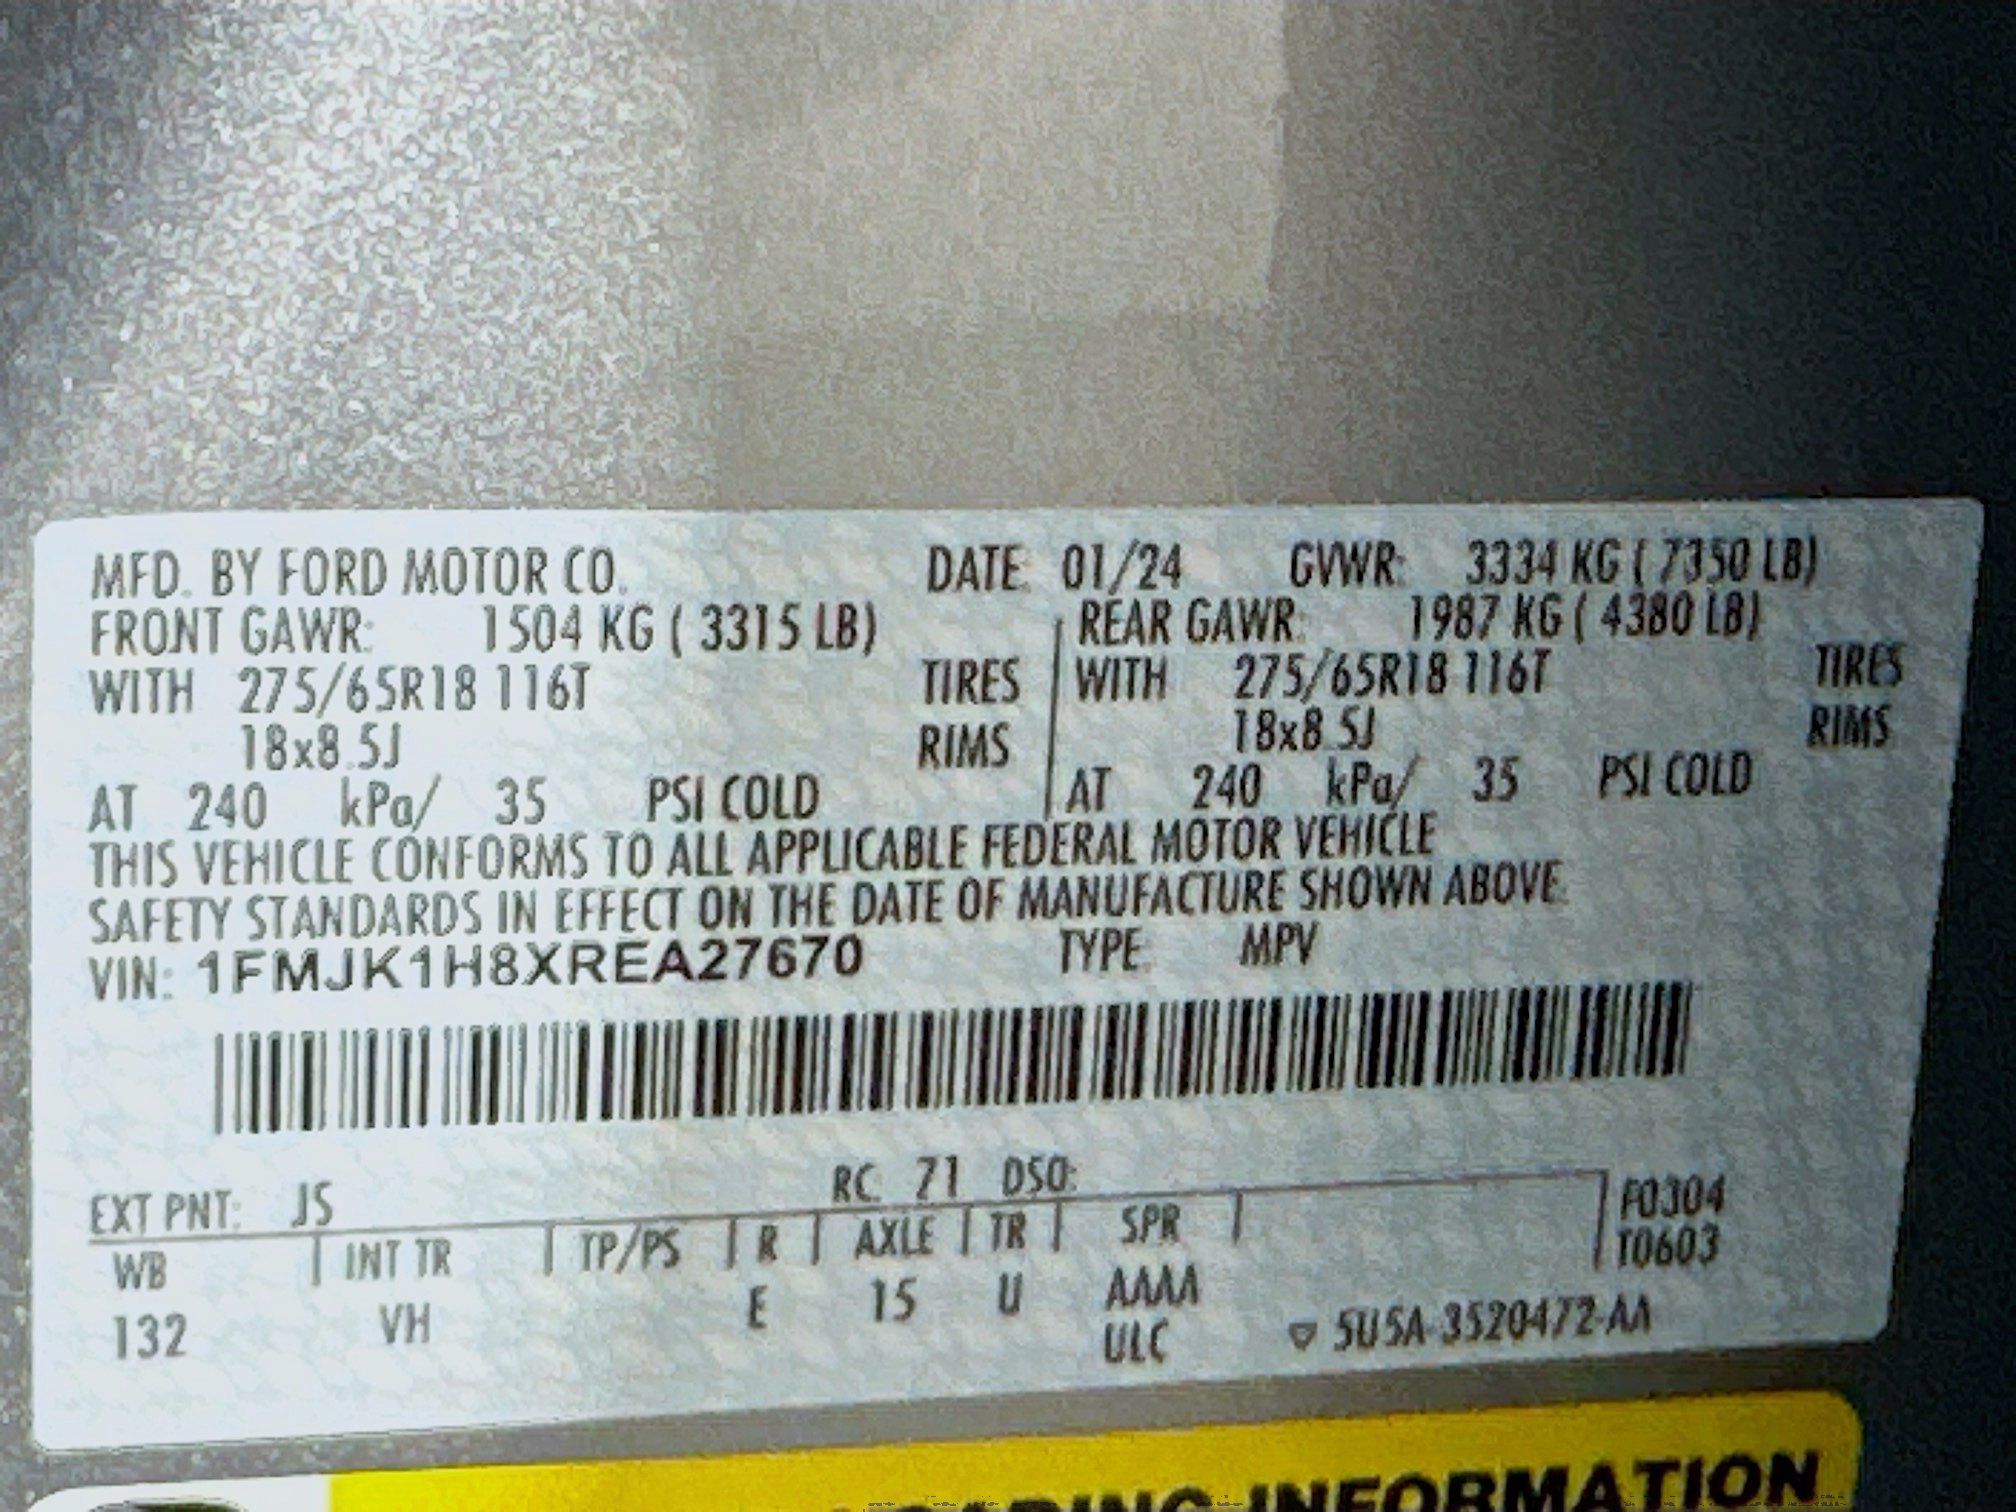 MFD. BY FORD MOTOR CO. DATE: 01/24 GVWR: 3334 KG ( 7350 LB)
FRONT GAWR: 1504 KG ( 3315 LB) REAR GAWR: 1987 KG ( 4380 LB)
WITH 275/65R18 116T TIRES WITH 275/65R18 116T TIRES
18x8.5J RIMS 18x8.5J RIMS
AT 240 kPa/ 35 PSI COLD AT 240 kPa/ 35 PSI COLD
THIS VEHICLE CONFORMS TO ALL APPLICABLE FEDERAL MOTOR VEHICLE
SAFETY STANDARDS IN EFFECT ON THE DATE OF MANUFACTURE SHOWN ABOVE.
VIN: 1FMJK1H8XREA27670 TYPE: MPV
EXT PNT: JS RC: 71 DSO:
WB INT TR TP/PS R AXLE TR SPR F0304
T0603
132 VH E 15 U AAAA
ULC 5U5A-3520472-AA
INFORMATION